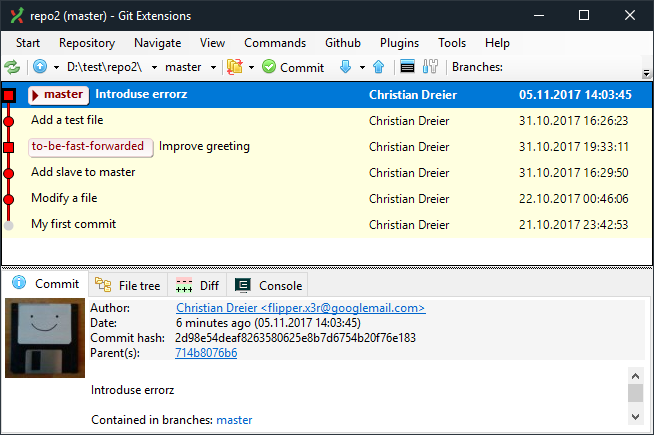 repo2 (master) - Git Extensions
Start Repository Navigate View Commands Github Plugins Tools Help
D:\test\repo2\ master Commit Branches:
master Introduse errorz Christian Dreier 05.11.2017 14:03:45
Add a test file Christian Dreier 31.10.2017 16:26:23
to-be-fast-forwarded Improve greeting Christian Dreier 31.10.2017 19:33:11
Add slave to master Christian Dreier 31.10.2017 16:29:50
Modify a file Christian Dreier 22.10.2017 00:46:06
My first commit Christian Dreier 21.10.2017 23:42:53
Commit File tree Diff Console
Author: Christian Dreier <flipper.x3r@googlemail.com>
Date: 6 minutes ago (05.11.2017 14:03:45)
Commit hash: 2d98e54deaf8263580625e8b7d6754b20f76e183
Parent(s): 714b8076b6
Introduse errorz
Contained in branches: master